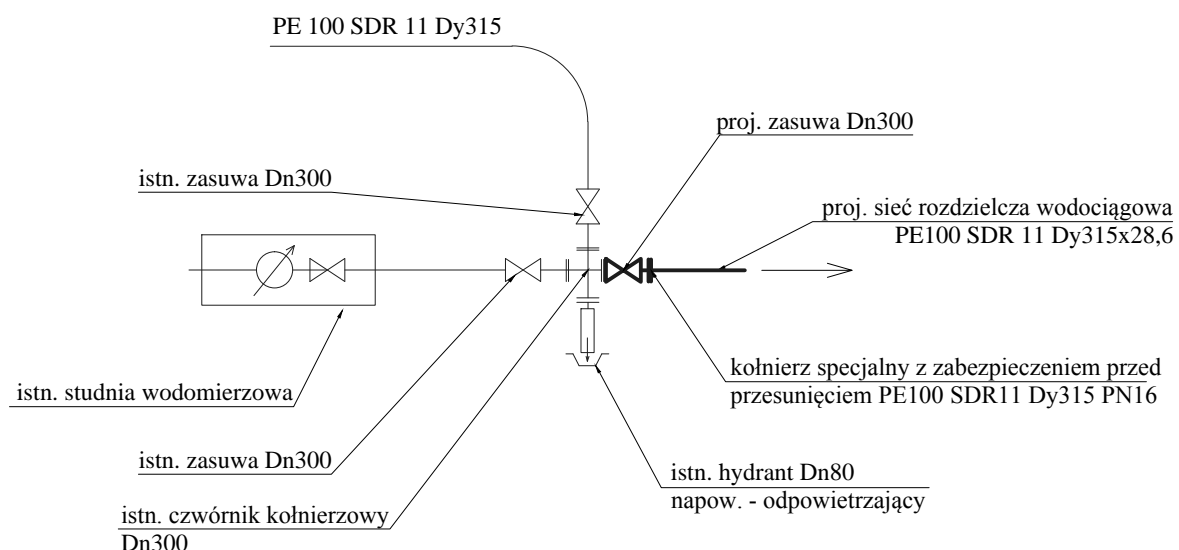 PE 100 SDR 11 Dy315
proj. zasuwa Dn300
istn. zasuwa Dn300
proj. sieć rozdzielcza wodociągowa
PE100 SDR 11 Dy315x28,6
istn. studnia wodomierzowa
kołnierz specjalny z zabezpieczeniem przed
przesunięciem PE100 SDR11 Dy315 PN16
istn. zasuwa Dn300
istn. hydrant Dn80
napow. - odpowietrzający
istn. czwórnik kołnierzowy
Dn300